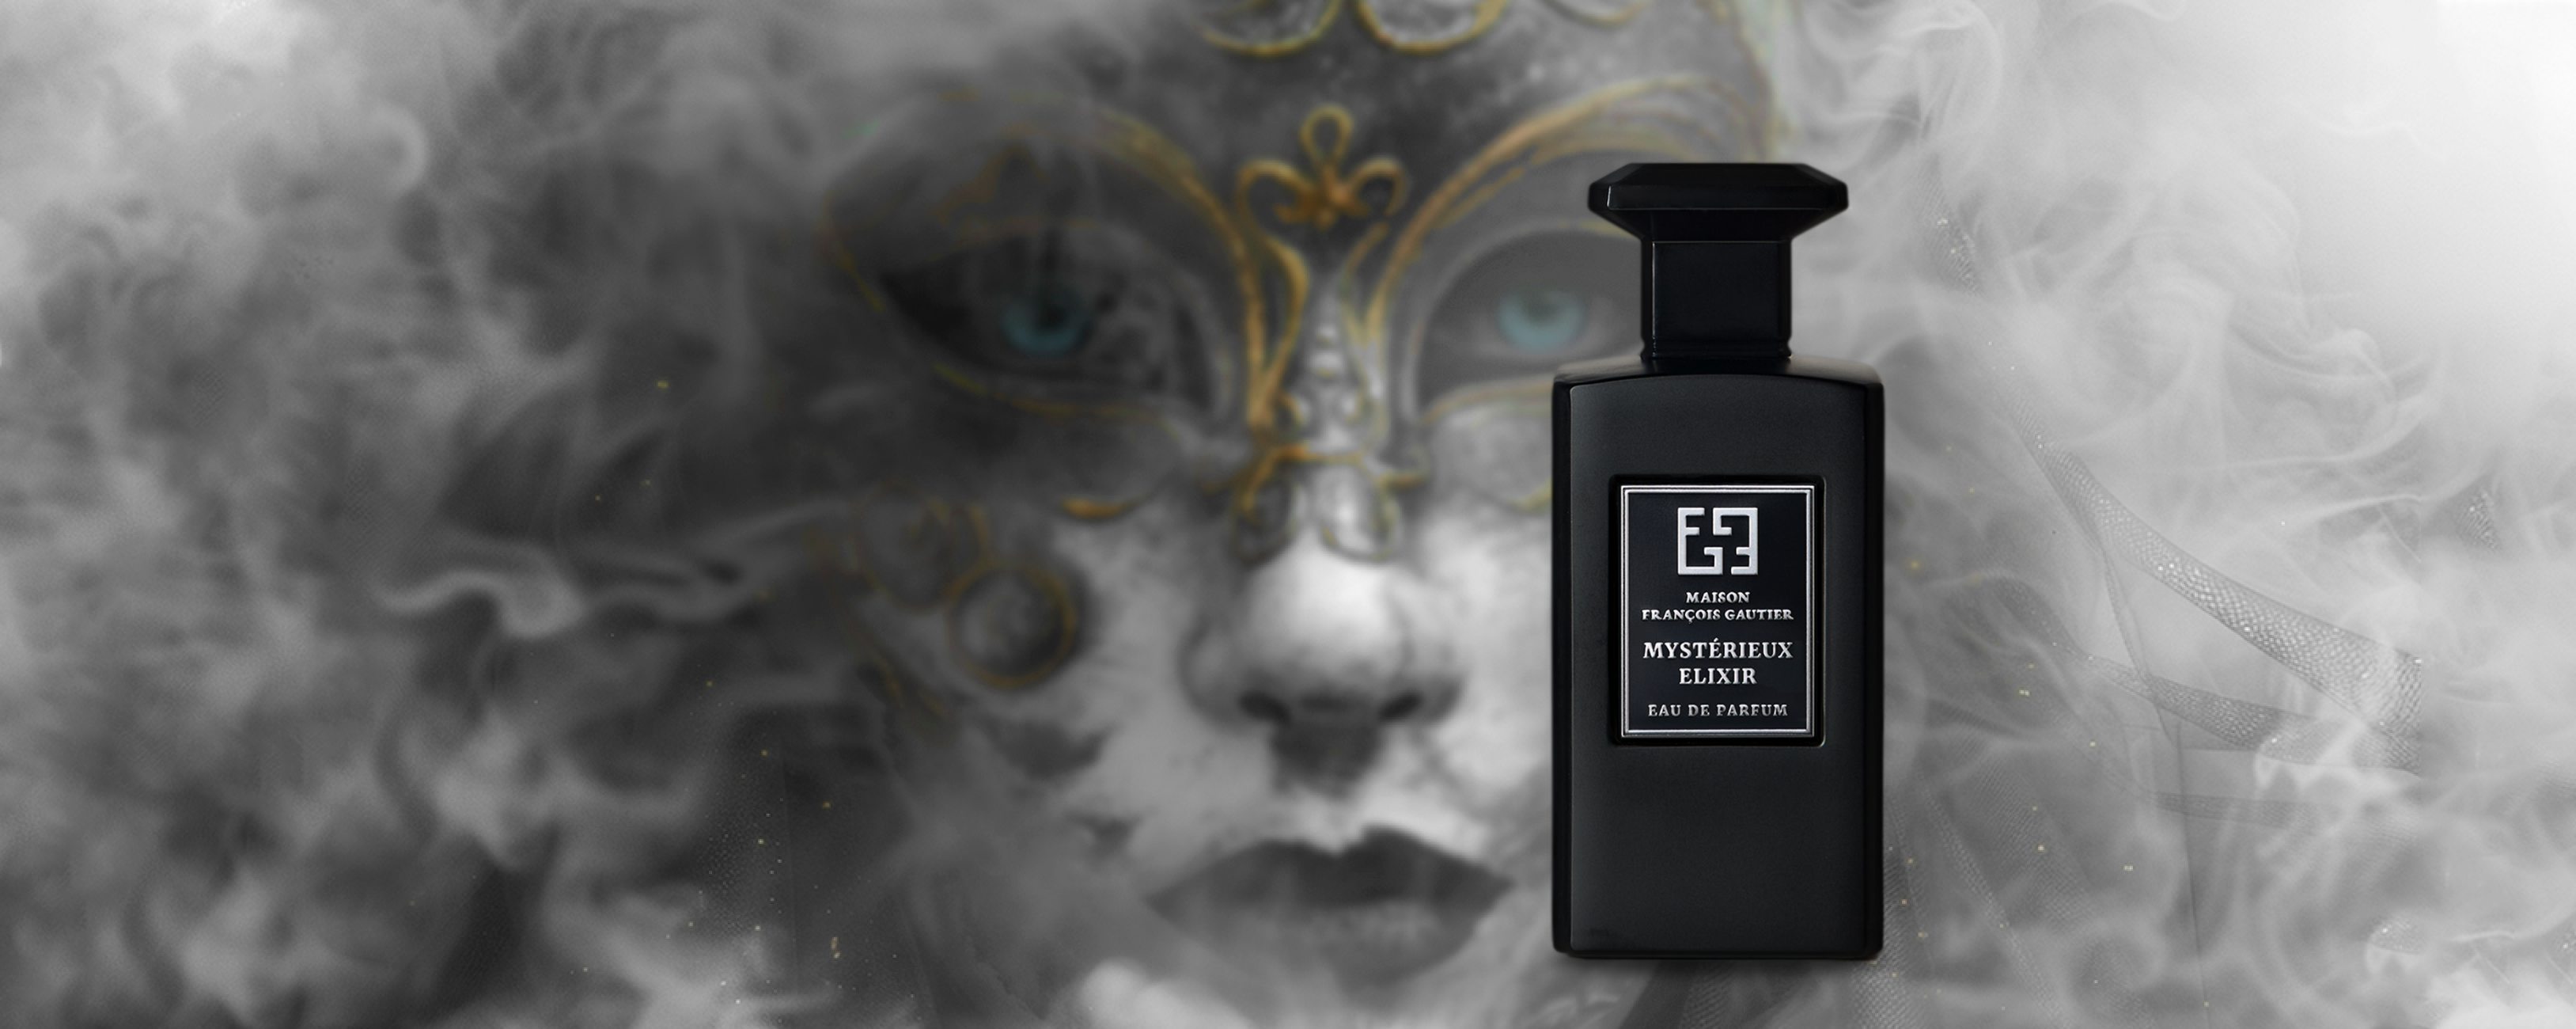 MAISON
FRANÇOIS GAUTIER
MYSTÉRIEUX
ELIXIR
EAU DE PARFUM